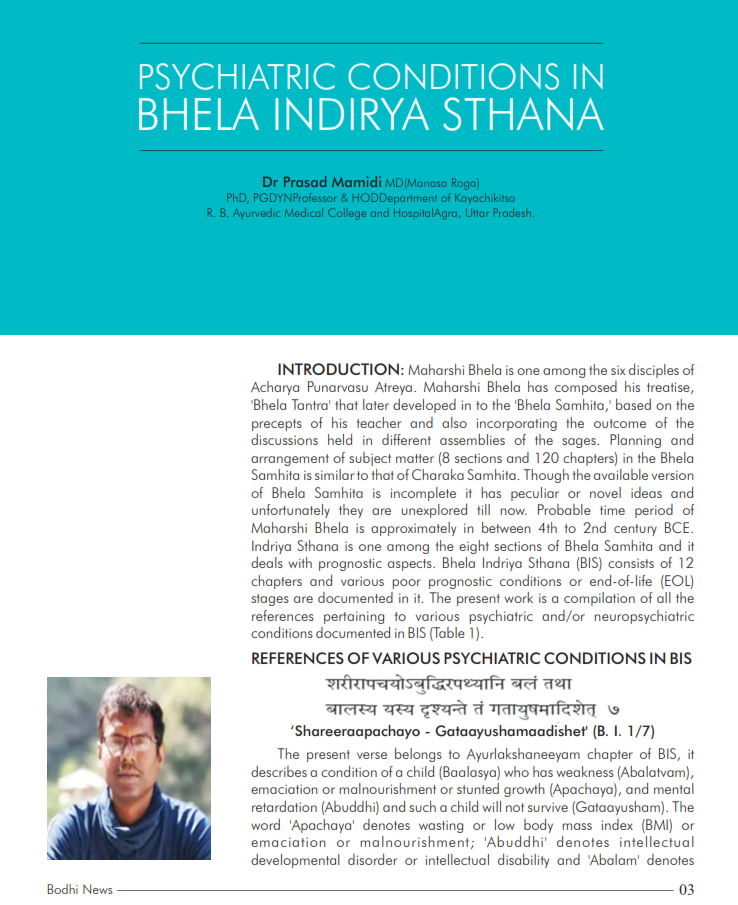 PSYCHIATRIC CONDITIONS IN
BHELA INDIRYA STHANA
Dr Prasad Mamidi MD(Manasa Roga)
PhD, PGDYNProfessor & HODDepartment of Kayachikitsa
R. B. Ayurvedic Medical College and HospitalAgra, Uttar Pradesh.
INTRODUCTION: Maharshi Bhela is one among the six disciples of
Acharya Punarvasu Atreya. Maharshi Bhela has composed his treatise,
'Bhela Tantra' that later developed in to the 'Bhela Samhita,' based on the
precepts of his teacher and also incorporating the outcome of the
discussions held in different assemblies of the sages. Planning and
arrangement of subject matter (8 sections and 120 chapters) in the Bhela
Samhita is similar to that of Charaka Samhita. Though the available version
of Bhela Samhita is incomplete it has peculiar or novel ideas and
unfortunately they are unexplored till now. Probable time period of
Maharshi Bhela is approximately in between 4th to 2nd century BCE.
Indriya Sthana is one among the eight sections of Bhela Samhita and it
deals with prognostic aspects. Bhela Indriya Sthana (BIS) consists of 12
chapters and various poor prognostic conditions or end-of-life (EOL)
stages are documented in it. The present work is a compilation of all the
references pertaining to various psychiatric and/or neuropsychiatric
conditions documented in BIS (Table 1).
REFERENCES OF VARIOUS PSYCHIATRIC CONDITIONS IN BIS
शरीरापचयोऽबुद्धिरपथ्यानि बलं तथा
बालस्य यस्य दृश्यन्ते तं गतायुषमादिशेत् ७
‘Shareeraapachayo - Gataayushamaadishet' (B. I. 1/7)
The present verse belongs to Ayurlakshaneeyam chapter of BIS, it
describes a condition of a child (Baalasya) who has weakness (Abalatvam),
emaciation or malnourishment or stunted growth (Apachaya), and mental
retardation (Abuddhi) and such a child will not survive (Gataayusham). The
word 'Apachaya' denotes wasting or low body mass index (BMI) or
emaciation or malnourishment; 'Abuddhi' denotes intellectual
developmental disorder or intellectual disability and 'Abalam' denotes
Bodhi News 03